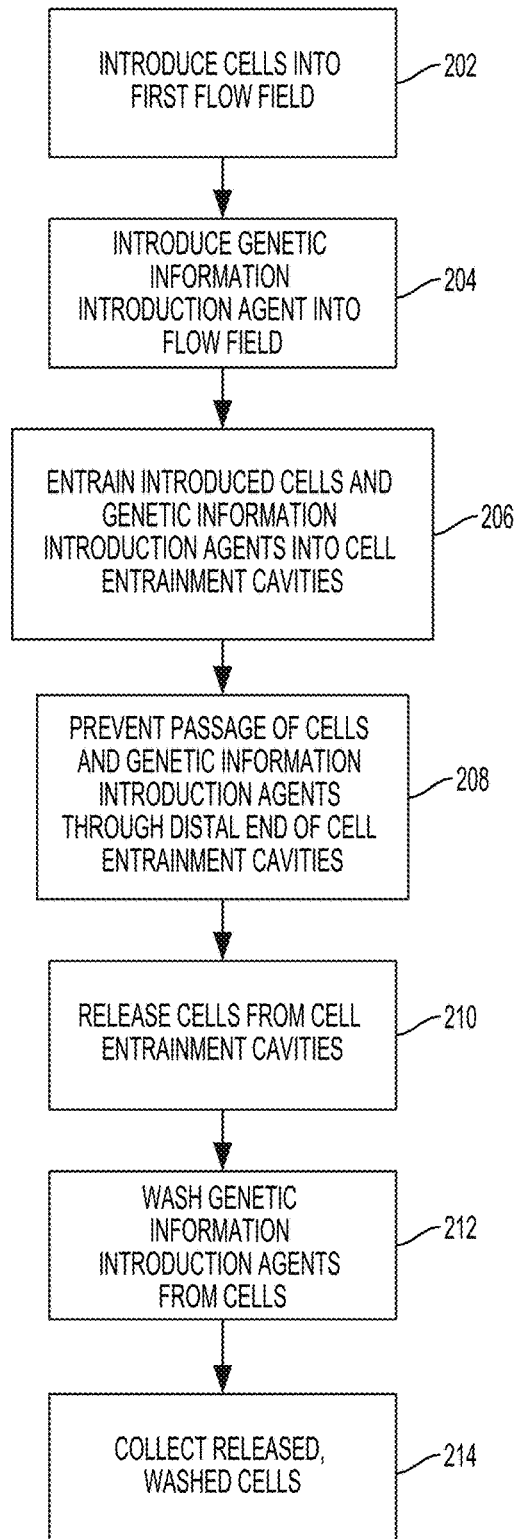 INTRODUCE CELLS INTO
FIRST FLOW FIELD
202
INTRODUCE GENETIC
INFORMATION
INTRODUCTION AGENT INTO
FLOW FIELD
204
ENTRAIN INTRODUCED CELLS AND
GENETIC INFORMATION
INTRODUCTION AGENTS INTO CELL
ENTRAINMENT CAVITIES
206
PREVENT PASSAGE OF CELLS
AND GENETIC INFORMATION
INTRODUCTION AGENTS
THROUGH DISTAL END OF CELL
ENTRAINMENT CAVITIES
208
RELEASE CELLS FROM CELL
ENTRAINMENT CAVITIES
210
WASH GENETIC
INFORMATION
INTRODUCTION AGENTS
FROM CELLS
212
COLLECT RELEASED,
WASHED CELLS
214